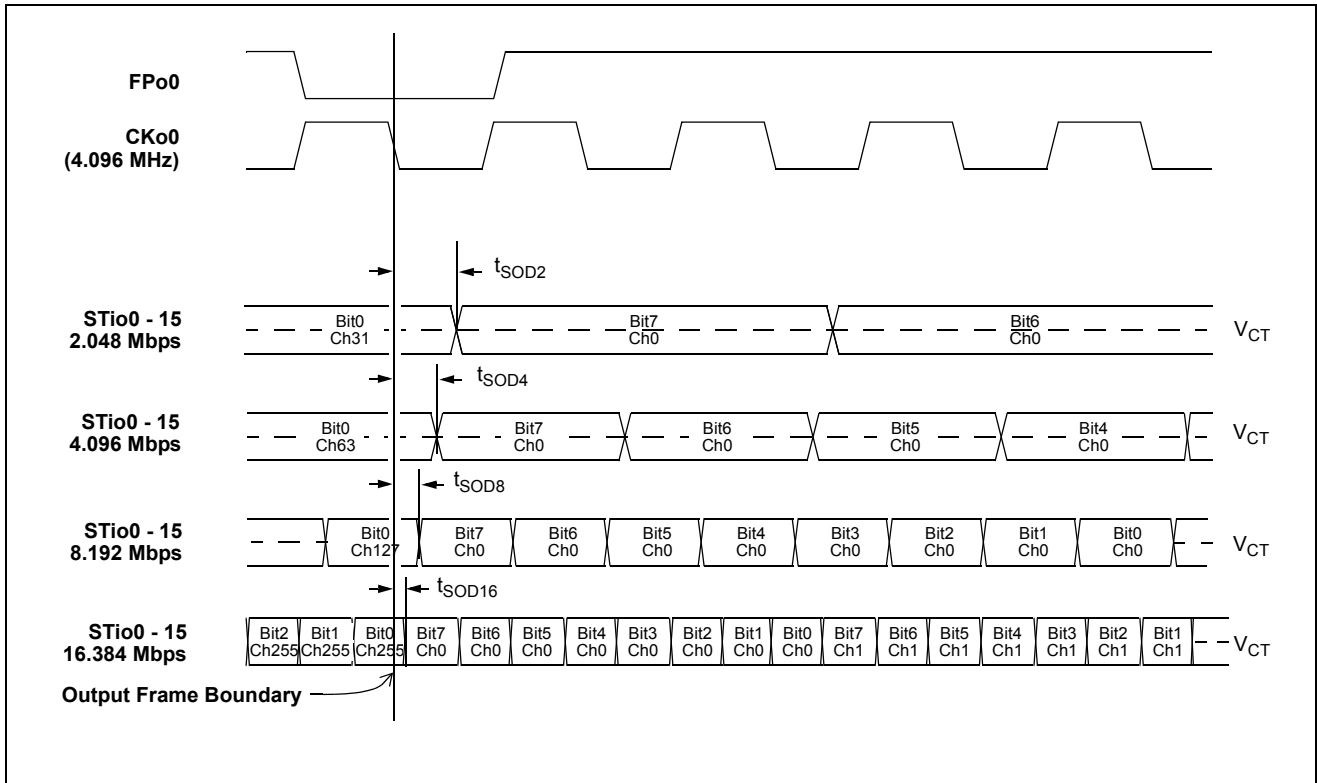 FPo0
CKo0
(4.096 MHz)
tSOD2
STio0 - 15
2.048 Mbps
Bit0
Ch31
Bit7
Ch0
Bit6
Ch0
VCT
tSOD4
STio0 - 15
4.096 Mbps
Bit0
Ch63
Bit7
Ch0
Bit6
Ch0
Bit5
Ch0
Bit4
Ch0
VCT
tSOD8
STio0 - 15
8.192 Mbps
Bit0
Ch127
Bit7
Ch0
Bit6
Ch0
Bit5
Ch0
Bit4
Ch0
Bit3
Ch0
Bit2
Ch0
Bit1
Ch0
Bit0
Ch0
VCT
tSOD16
STio0 - 15
16.384 Mbps
Bit2
Ch255
Bit1
Ch255
Bit0
Ch255
Bit7
Ch0
Bit6
Ch0
Bit5
Ch0
Bit4
Ch0
Bit3
Ch0
Bit2
Ch0
Bit1
Ch0
Bit0
Ch0
Bit7
Ch1
Bit6
Ch1
Bit5
Ch1
Bit4
Ch1
Bit3
Ch1
Bit2
Ch1
Bit1
Ch1
VCT
Output Frame Boundary